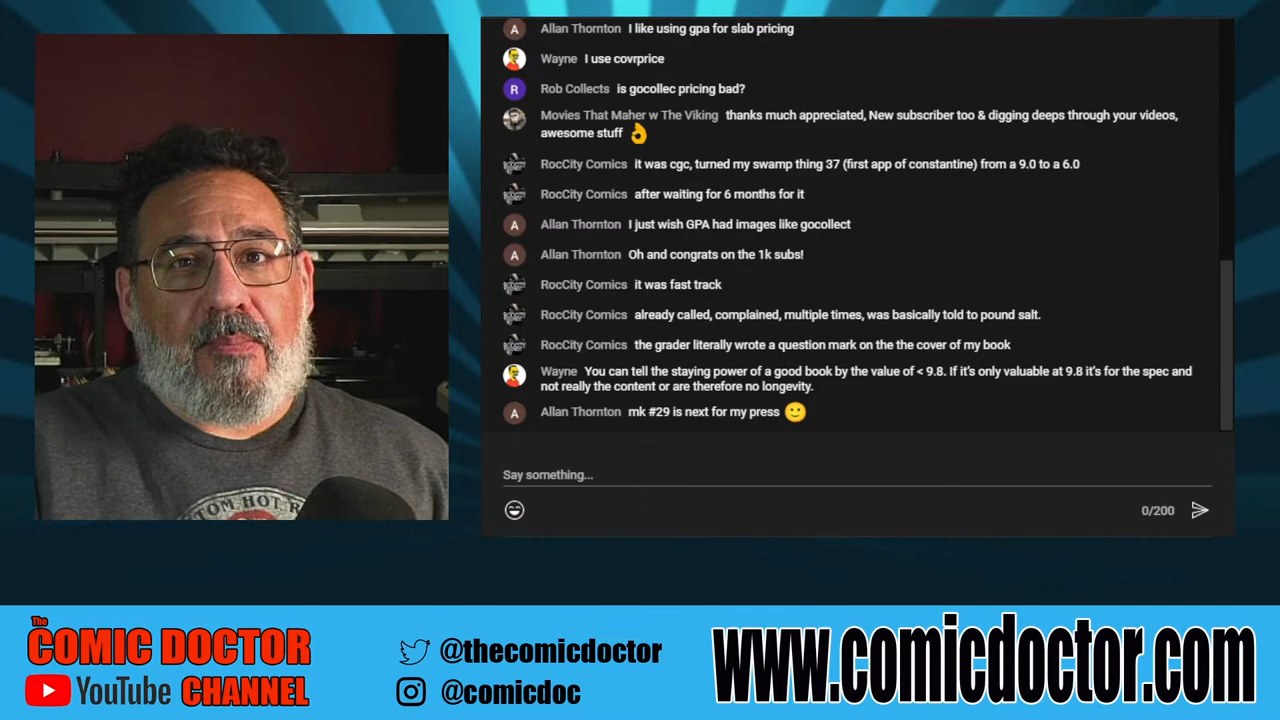 Allan Thornton I like using gpa for slab pricing
Wayne I use covrprice
R Rob Collects is gocollec pricing bad?
Movies That Maher w The Viking thanks much appreciated, New subscriber too & digging deeps through your videos,
awesome stuff 👌
RocCity Comics it was cgc, turned my swamp thing 37 (first app of constantine) from a 9.0 to a 6.0
RocCity Comics after waiting for 6 months for it
A Allan Thornton I just wish GPA had images like gocollect
A Allan Thornton Oh and congrats on the 1k subs!
RocCity Comics it was fast track
RocCity Comics already called, complained, multiple times, was basically told to pound salt.
RocCity Comics the grader literally wrote a question mark on the the cover of my book
Wayne You can tell the staying power of a good book by the value of < 9.8. If it's only valuable at 9.8 it's for the spec and
not really the content or are therefore no longevity.
A Allan Thornton mk #29 is next for my press 🙂
Say something...
0/200
TOM HOT R
The
COMIC DOCTOR
YouTube CHANNEL
@thecomicdoctor
@comicdoc
www.comicdoctor.com